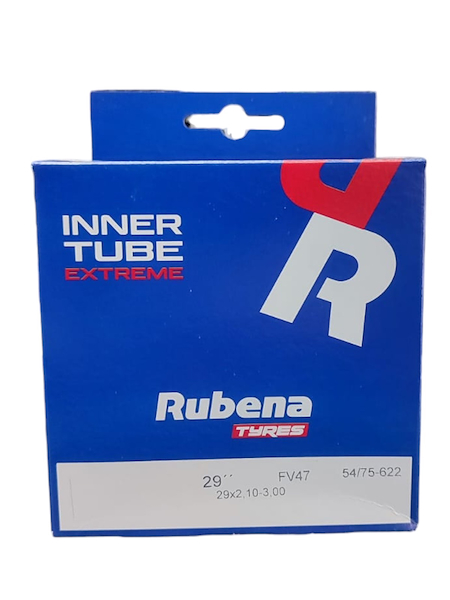 INNER
TUBE
EXTREME
R
Rubena
TYRES
29´´ FV47 54/75-622
29x2,10-3,00